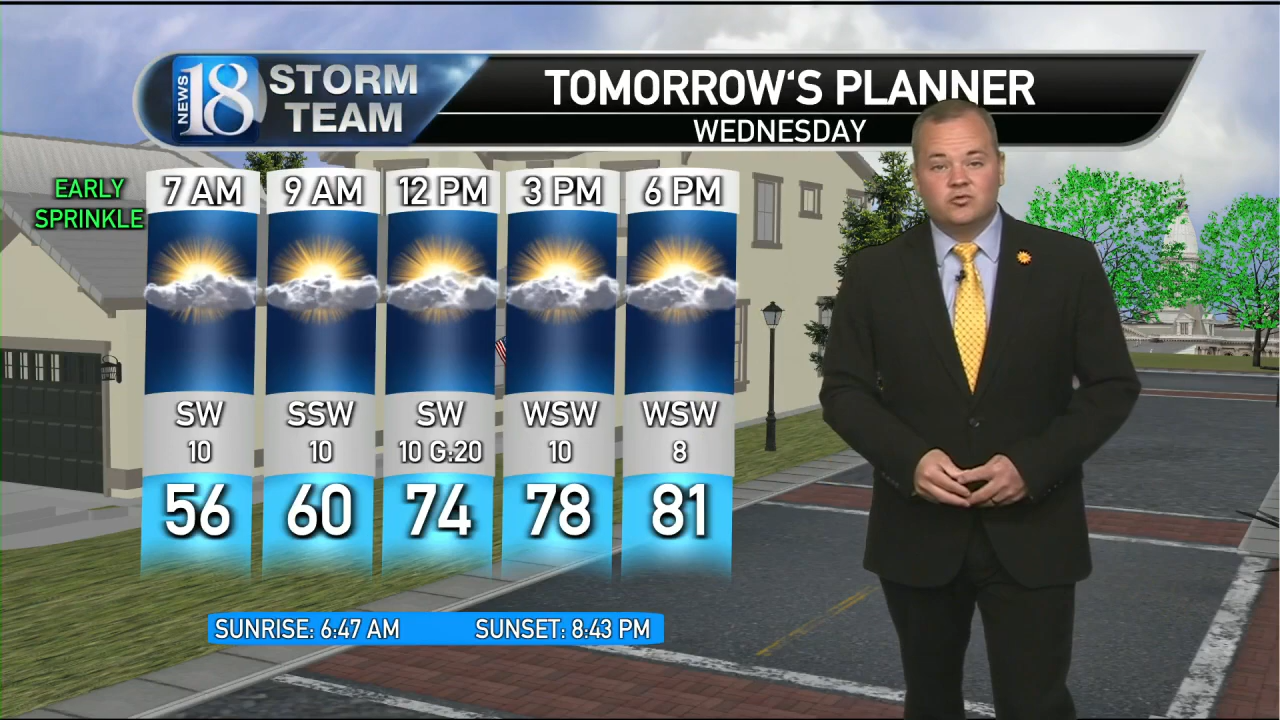 NEWS 18 STORM TEAM
TOMORROW'S PLANNER
WEDNESDAY
EARLY
SPRINKLE
7 AM 9 AM 12 PM 3 PM 6 PM
SW SSW SW WSW WSW
10 10 10 G:20 10 8
56 60 74 78 81
SUNRISE: 6:47 AM SUNSET: 8:43 PM